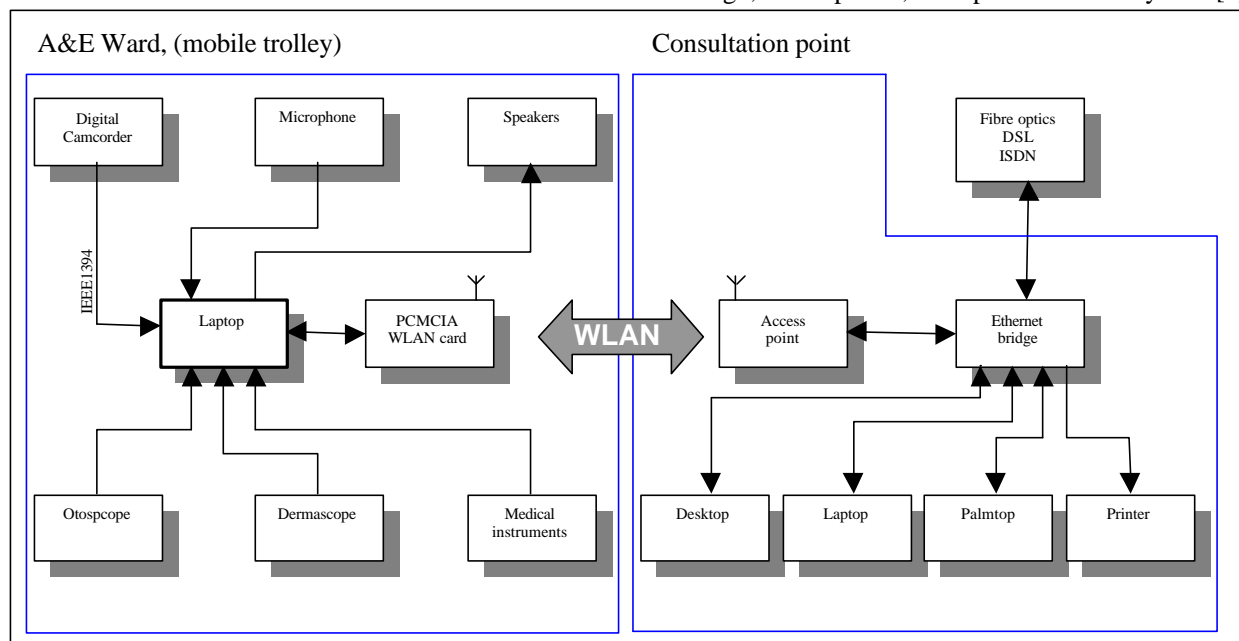 A&E Ward, (mobile trolley)
Consultation point
Digital
Camcorder
Microphone
Speakers
Fibre optics
DSL
ISDN
IEEE1394
Laptop
PCMCIA
WLAN card
WLAN
Access
point
Ethernet
bridge
Otospcope
Dermascope
Medical
instruments
Desktop
Laptop
Palmtop
Printer